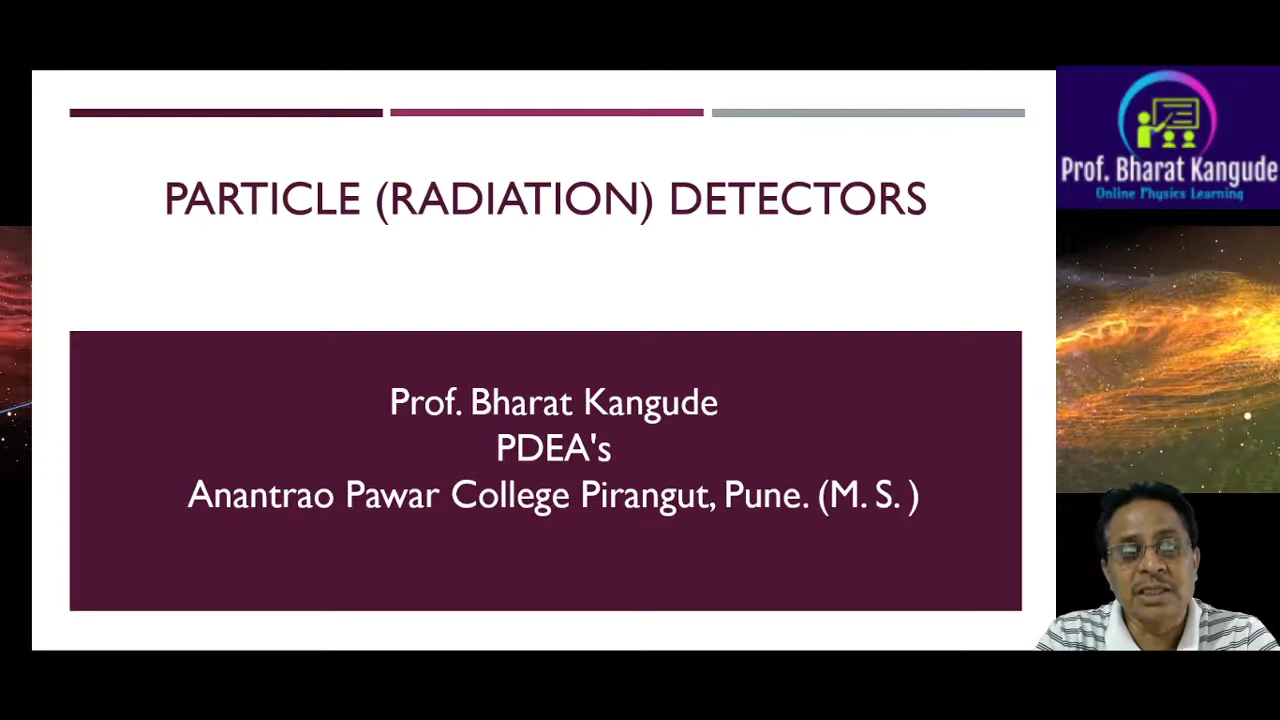 PARTICLE (RADIATION) DETECTORS
Prof. Bharat Kangude
PDEA's
Anantrao Pawar College Pirangut, Pune. (M. S. )
Prof. Bharat Kangude
Online Physics Learning